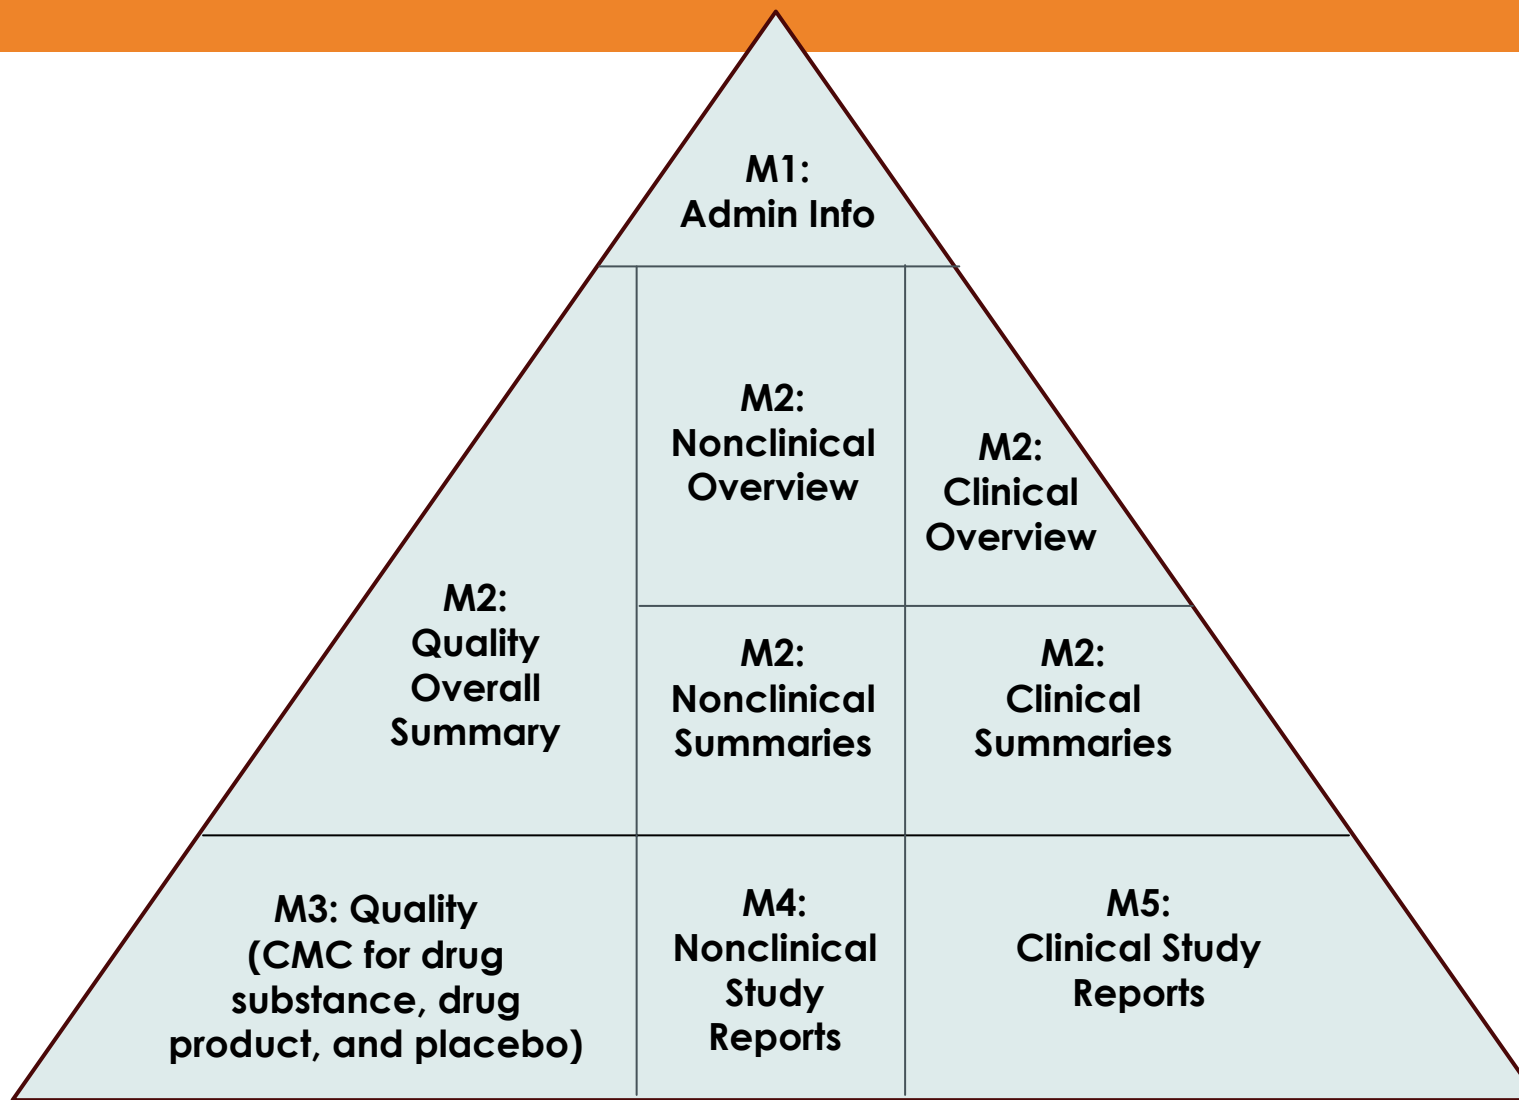 M1:
Admin Info
M2:
Nonclinical
Overview
M2:
Clinical
Overview
M2:
Quality
Overall
Summary
M2:
Nonclinical
Summaries
M2:
Clinical
Summaries
M3: Quality
(CMC for drug
substance, drug
product, and placebo)
M4:
Nonclinical
Study
Reports
M5:
Clinical Study
Reports